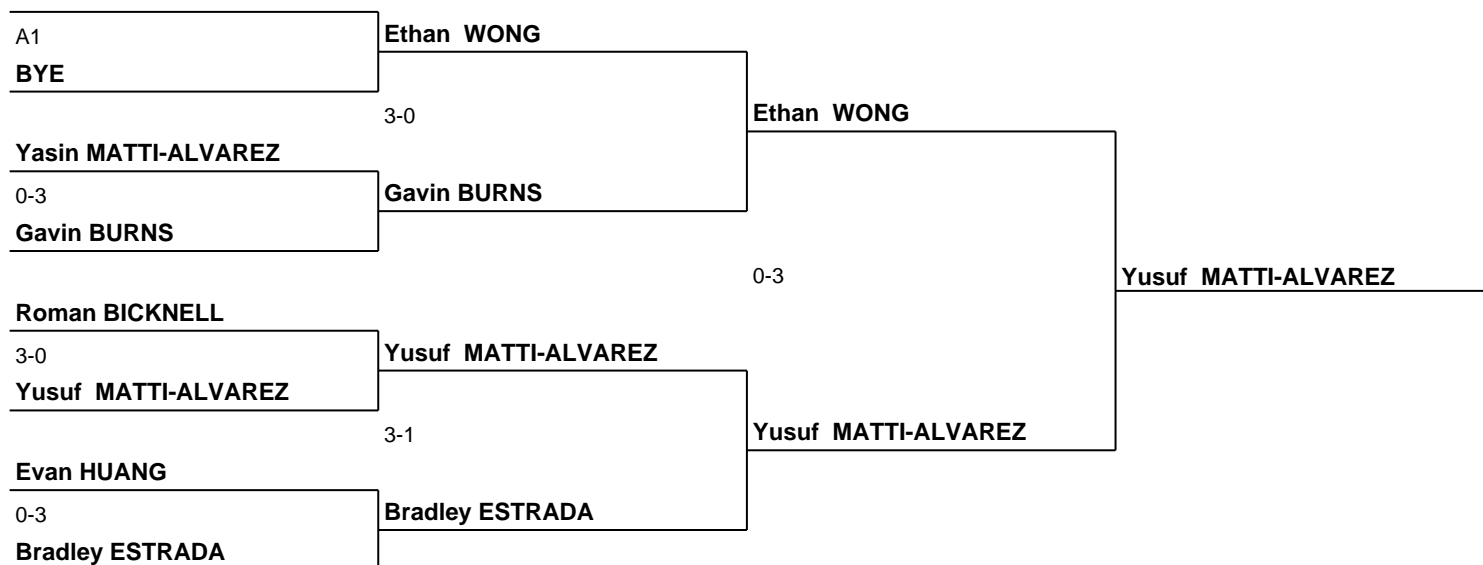 A1
BYE
Ethan WONG
3-0
Yasin MATTI-ALVAREZ
0-3
Gavin BURNS
Gavin BURNS
Ethan WONG
0-3
Yusuf MATTI-ALVAREZ
Roman BICKNELL
3-0
Yusuf MATTI-ALVAREZ
Yusuf MATTI-ALVAREZ
3-1
Yusuf MATTI-ALVAREZ
Evan HUANG
0-3
Bradley ESTRADA
Bradley ESTRADA